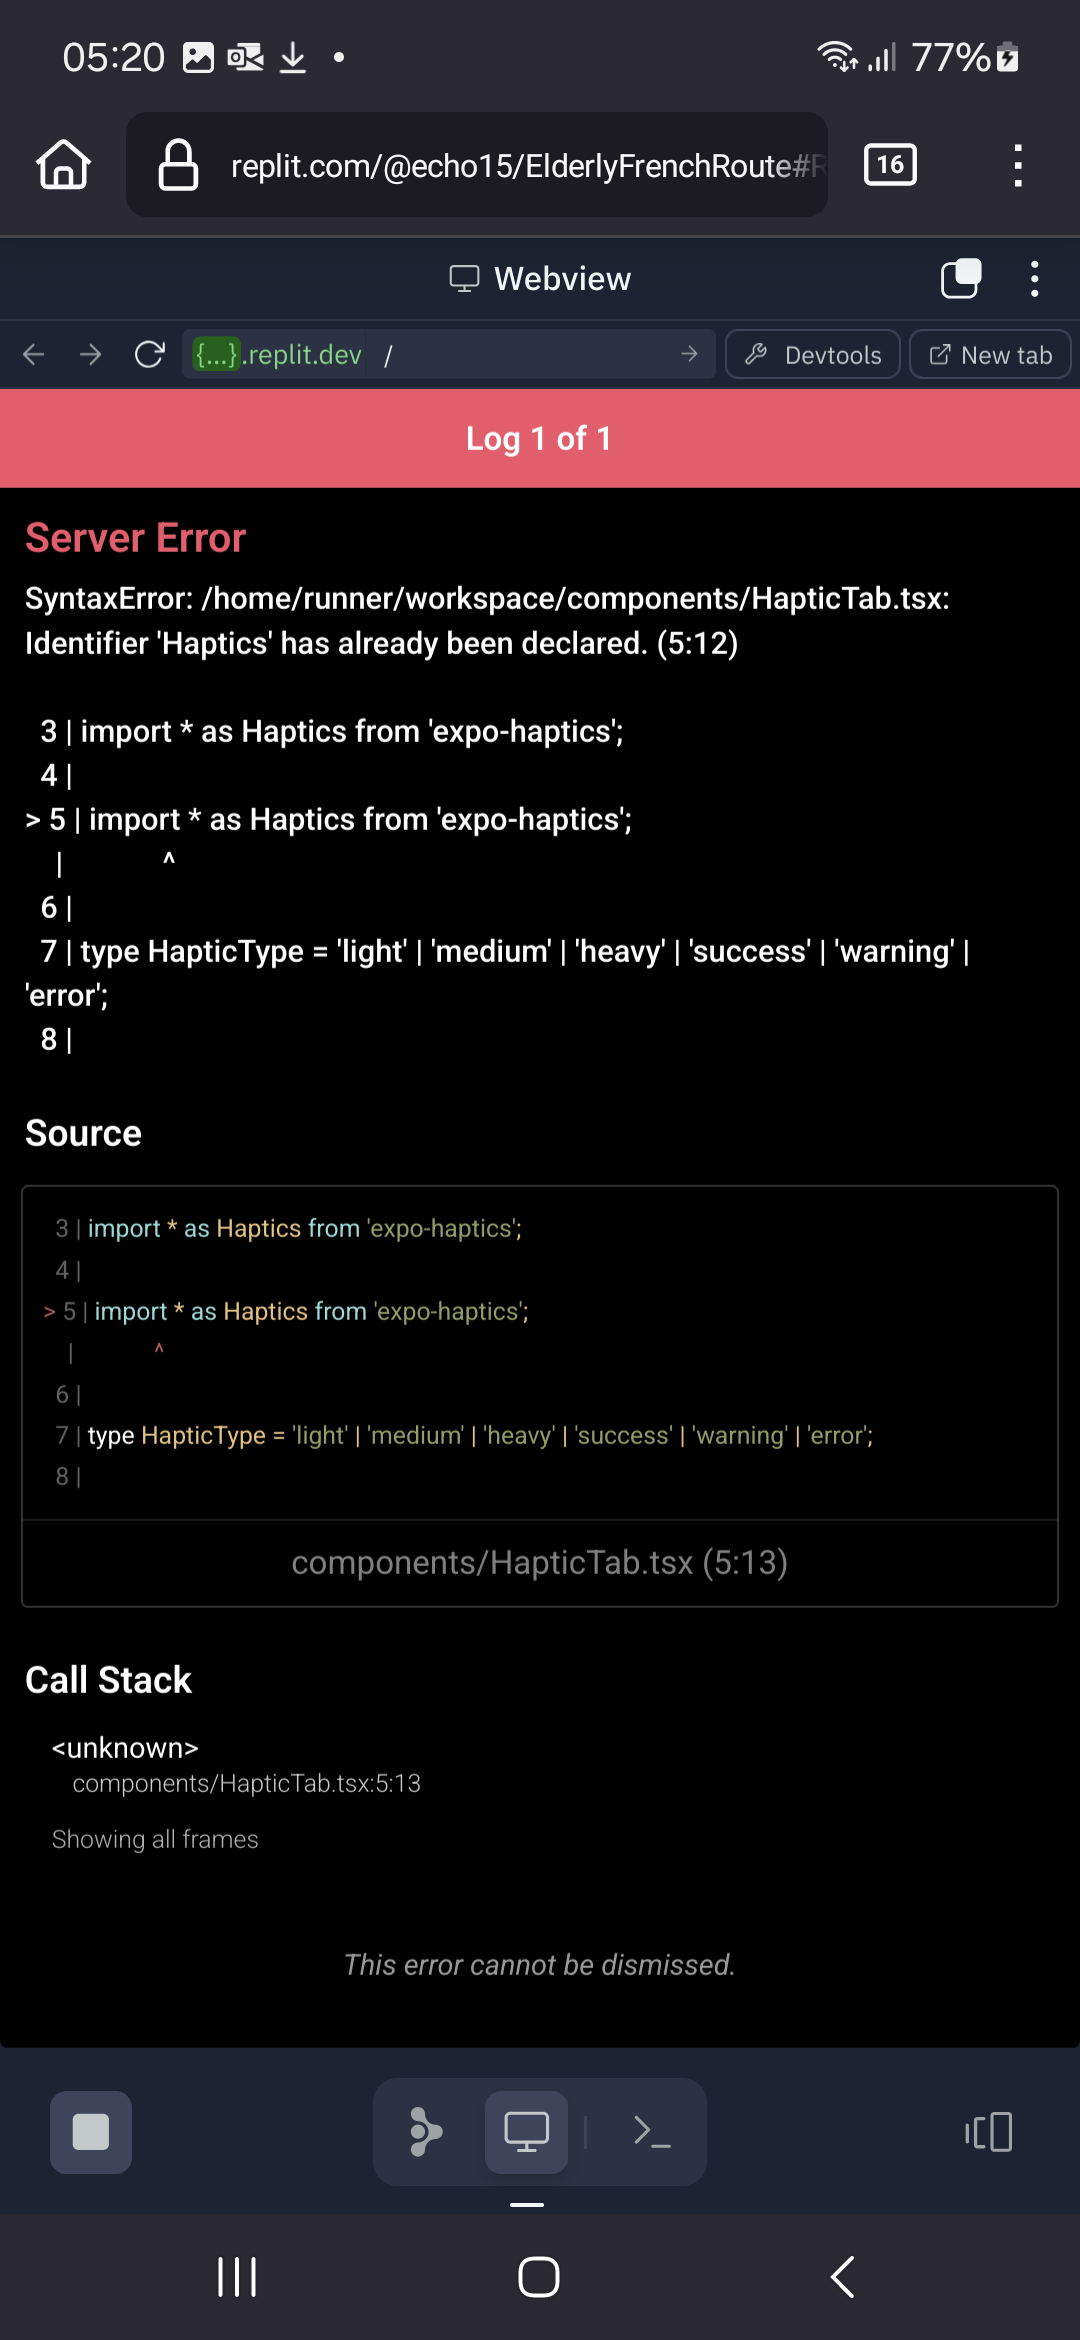 05:20
77%
replit.com/@echo15/ElderlyFrenchRoute#R
16
Webview
{...}.replit.dev /
Devtools
New tab
Log 1 of 1
Server Error
SyntaxError: /home/runner/workspace/components/HapticTab.tsx:
Identifier 'Haptics' has already been declared. (5:12)
3 | import * as Haptics from 'expo-haptics';
4 |
> 5 | import * as Haptics from 'expo-haptics';
| ^
6 |
7 | type HapticType = 'light' | 'medium' | 'heavy' | 'success' | 'warning' |
'error';
8 |
Source
3 | import * as Haptics from 'expo-haptics';
4 |
> 5 | import * as Haptics from 'expo-haptics';
| ^
6 |
7 | type HapticType = 'light' | 'medium' | 'heavy' | 'success' | 'warning' | 'error';
8 |
components/HapticTab.tsx (5:13)
Call Stack
<unknown>
components/HapticTab.tsx:5:13
Showing all frames
This error cannot be dismissed.